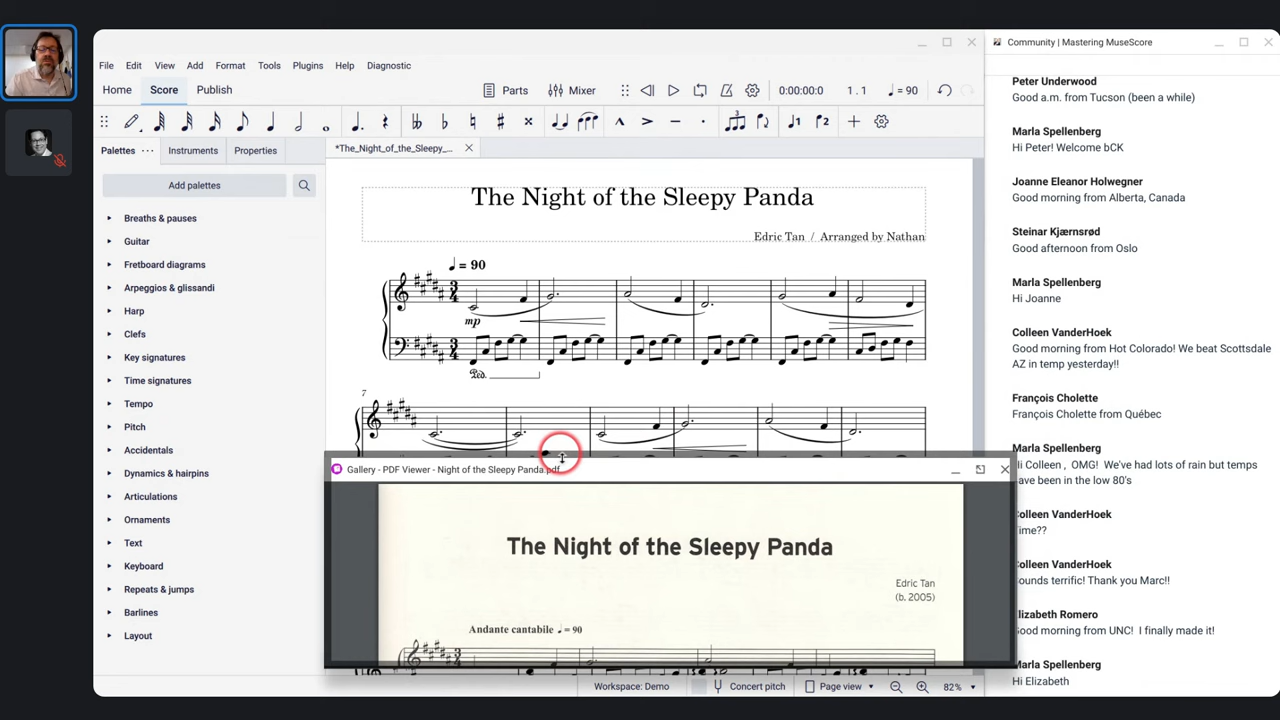 Community | Mastering MuseScore
File Edit View Add Format Tools Plugins Help Diagnostic
Home Score Publish
Parts Mixer 0:00:00:0 1 . 1 = 90
Palettes Instruments Properties
*The_Night_of_the_Sleepy_...
Add palettes
Breaths & pauses
Guitar
Fretboard diagrams
Arpeggios & glissandi
Harp
Clefs
Key signatures
Time signatures
Tempo
Pitch
Accidentals
Dynamics & hairpins
Articulations
Ornaments
Text
Keyboard
Repeats & jumps
Barlines
Layout
The Night of the Sleepy Panda
Edric Tan / Arranged by Nathan
= 90
mp
Ped.
7
Gallery - PDF Viewer - Night of the Sleepy Panda.pdf
The Night of the Sleepy Panda
Edric Tan
(b. 2005)
Andante cantabile = 90
Workspace: Demo Concert pitch Page view 82%
Peter Underwood
Good a.m. from Tucson (been a while)
Marla Spellenberg
Hi Peter! Welcome bCK
Joanne Eleanor Holwegner
Good morning from Alberta, Canada
Steinar Kjærnsrød
Good afternoon from Oslo
Marla Spellenberg
Hi Joanne
Colleen VanderHoek
Good morning from Hot Colorado! We beat Scottsdale
AZ in temp yesterday!!
François Cholette
François Cholette from Québec
Marla Spellenberg
Hi Colleen , OMG! We've had lots of rain but temps
have been in the low 80's
Colleen VanderHoek
Time??
Colleen VanderHoek
Sounds terrific! Thank you Marc!!
Elizabeth Romero
Good morning from UNC! I finally made it!
Marla Spellenberg
Hi Elizabeth